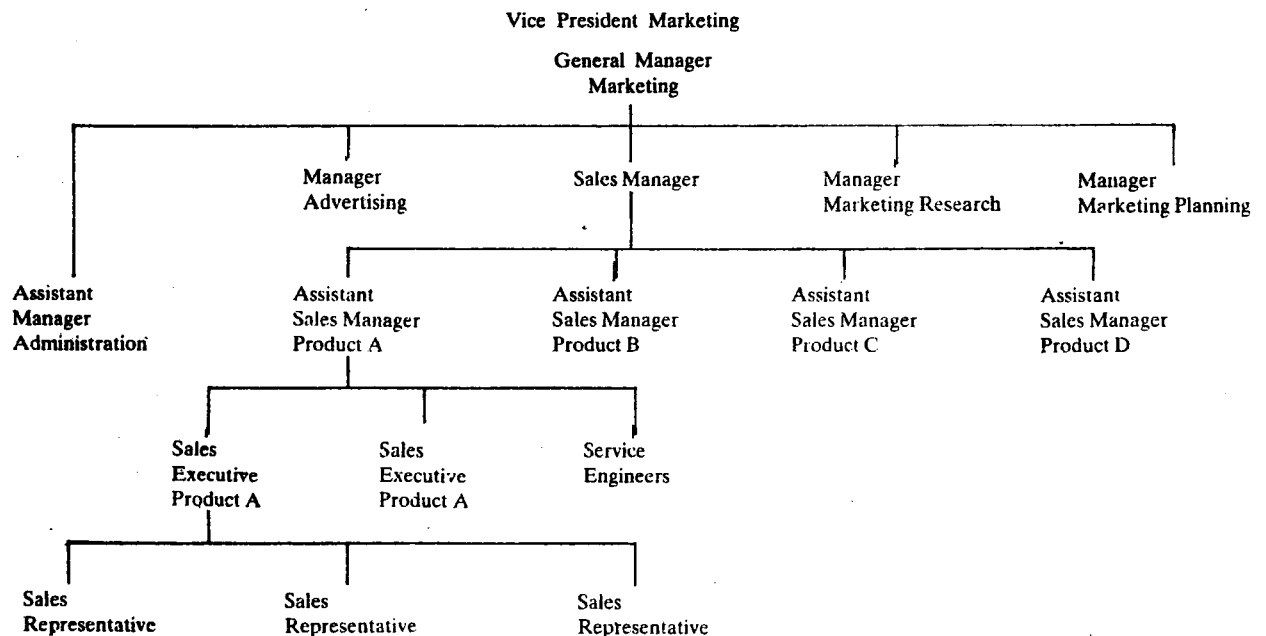 Vice President Marketing
General Manager
Marketing
Manager
Advertising
Sales Manager
Manager
Marketing Research
Manager
Marketing Planning
Assistant
Manager
Administration
Assistant
Sales Manager
Product A
Assistant
Sales Manager
Product B
Assistant
Sales Manager
Product C
Assistant
Sales Manager
Product D
Sales
Executive
Product A
Sales
Executive
Product A
Service
Engineers
Sales
Representative
Sales
Representative
Sales
Representative